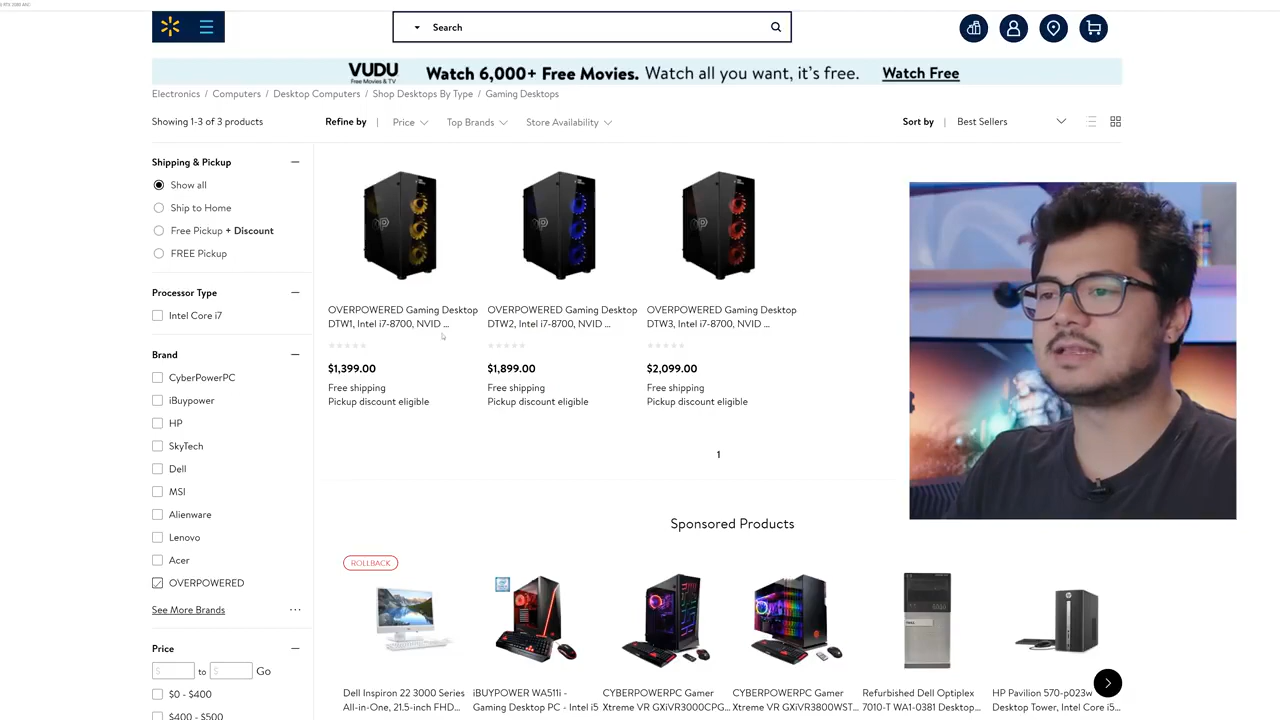 Search
VUDU
Free Movies & TV
Watch 6,000+ Free Movies. Watch all you want, it's free. Watch Free
Electronics / Computers / Desktop Computers / Shop Desktops By Type / Gaming Desktops
Showing 1-3 of 3 products
Refine by | Price Top Brands Store Availability
Sort by | Best Sellers
Shipping & Pickup
Show all
Ship to Home
Free Pickup + Discount
FREE Pickup
Processor Type
Intel Core i7
Brand
CyberPowerPC
iBuypower
HP
SkyTech
Dell
MSI
Alienware
Lenovo
Acer
OVERPOWERED
See More Brands ...
Price
$ to $ Go
$0 - $400
$400 - $500
OVERPOWERED Gaming Desktop
DTW1, Intel i7-8700, NVID ...
$1,399.00
Free shipping
Pickup discount eligible
OVERPOWERED Gaming Desktop
DTW2, Intel i7-8700, NVID ...
$1,899.00
Free shipping
Pickup discount eligible
OVERPOWERED Gaming Desktop
DTW3, Intel i7-8700, NVID ...
$2,099.00
Free shipping
Pickup discount eligible
1
Sponsored Products
ROLLBACK
Dell Inspiron 22 3000 Series
All-in-One, 21.5-inch FHD...
iBUYPOWER WA511i -
Gaming Desktop PC - Intel i5
CYBERPOWERPC Gamer
Xtreme VR GXiVR3000CPG...
CYBERPOWERPC Gamer
Xtreme VR GXiVR3800WST...
Refurbished Dell Optiplex
7010-T WA1-0381 Desktop...
HP Pavilion 570-p023w
Desktop Tower, Intel Core i5...